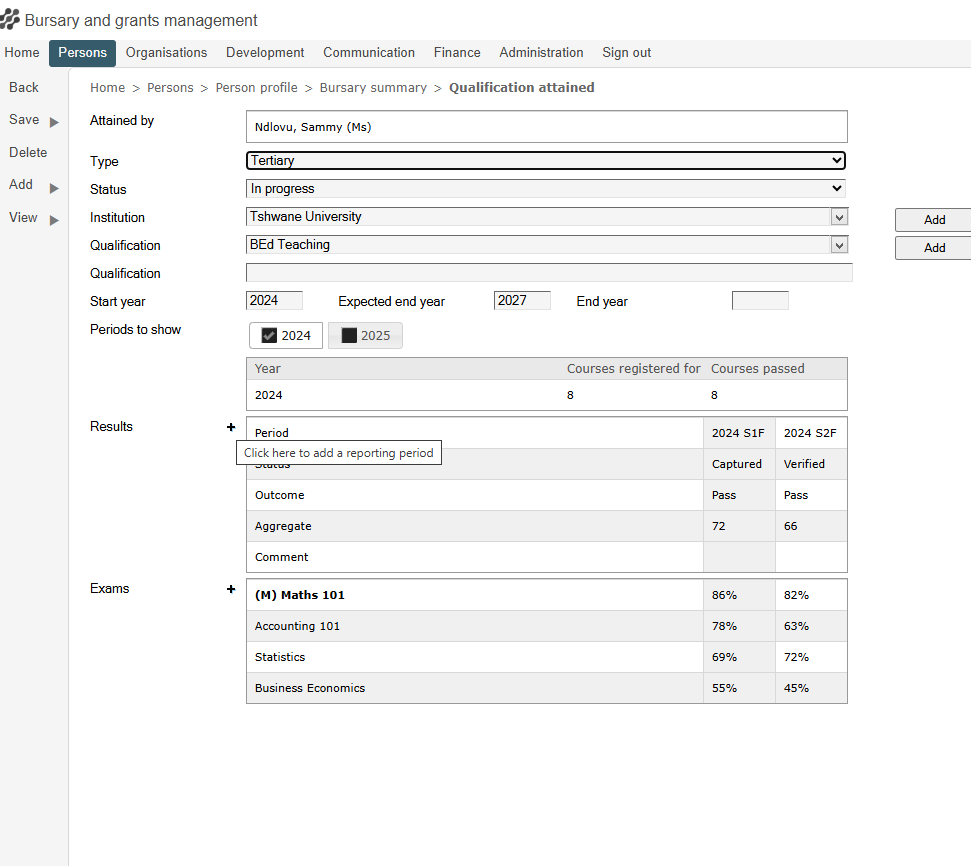 Bursary and grants management
Home Persons Organisations Development Communication Finance Administration Sign out
Back
Save
Delete
Add
View
Home > Persons > Person profile > Bursary summary > Qualification attained
Attained by Ndlovu, Sammy (Ms)
Type Tertiary
Status In progress
Institution Tshwane University Add
Qualification BEd Teaching Add
Qualification
Start year 2024 Expected end year 2027 End year
Periods to show 2024 2025
Year Courses registered for Courses passed
2024 8 8
Results + Period 2024 S1F 2024 S2F
Click here to add a reporting period
Status Captured Verified
Outcome Pass Pass
Aggregate 72 66
Comment
Exams + (M) Maths 101 86% 82%
Accounting 101 78% 63%
Statistics 69% 72%
Business Economics 55% 45%